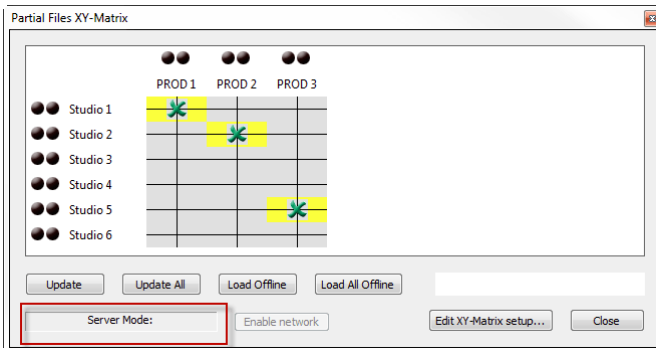 Partial Files XY-Matrix
PROD 1 PROD 2 PROD 3
Studio 1
Studio 2
Studio 3
Studio 4
Studio 5
Studio 6
Update Update All Load Offline Load All Offline
Server Mode: Enable network Edit XY-Matrix setup... Close